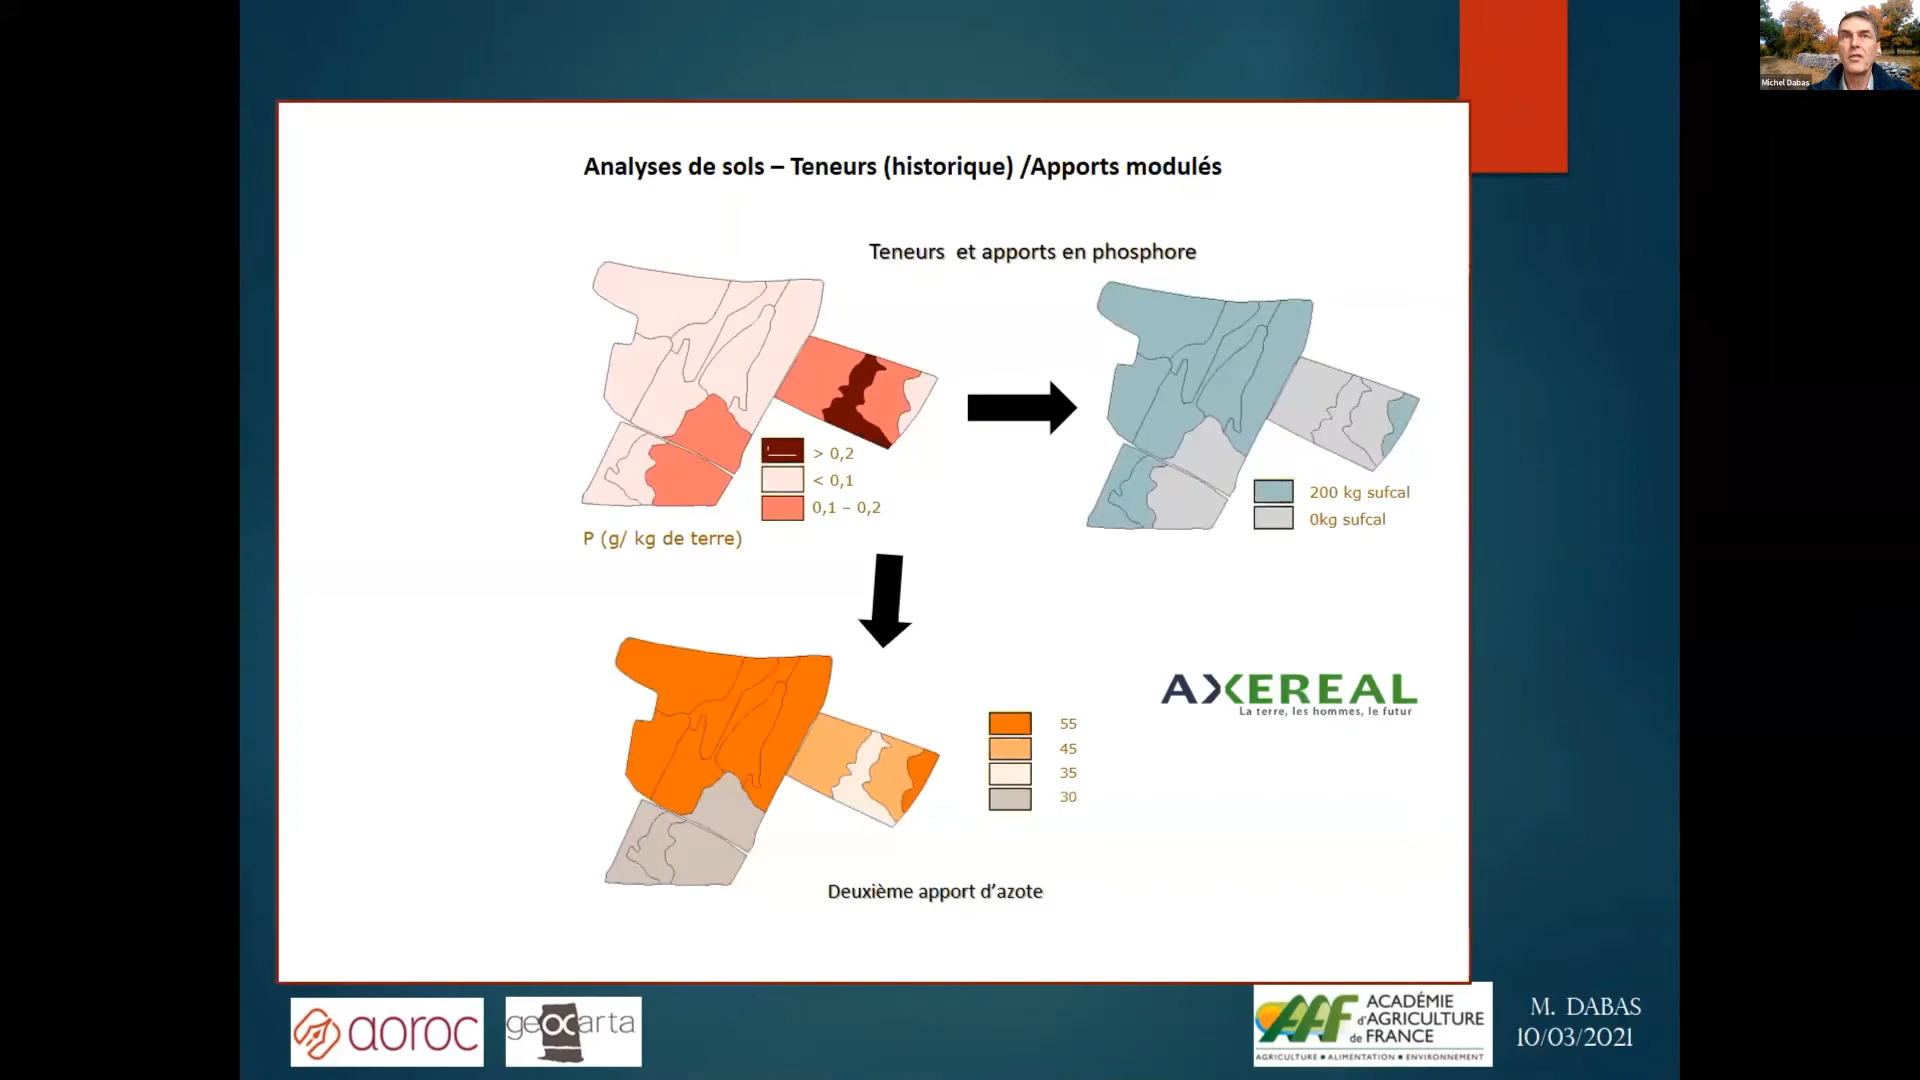 Michel Dabas
Analyses de sols – Teneurs (historique) /Apports modulés
Teneurs et apports en phosphore
> 0,2
< 0,1
0,1 – 0,2
P (g/ kg de terre)
200 kg sufcal
0kg sufcal
55
45
35
30
AXEREAL
La terre, les hommes, le futur
Deuxième apport d’azote
aoroc
geocarta
AAF
ACADÉMIE
d'AGRICULTURE
de FRANCE
AGRICULTURE ■ ALIMENTATION ■ ENVIRONNEMENT
M. DABAS
10/03/2021